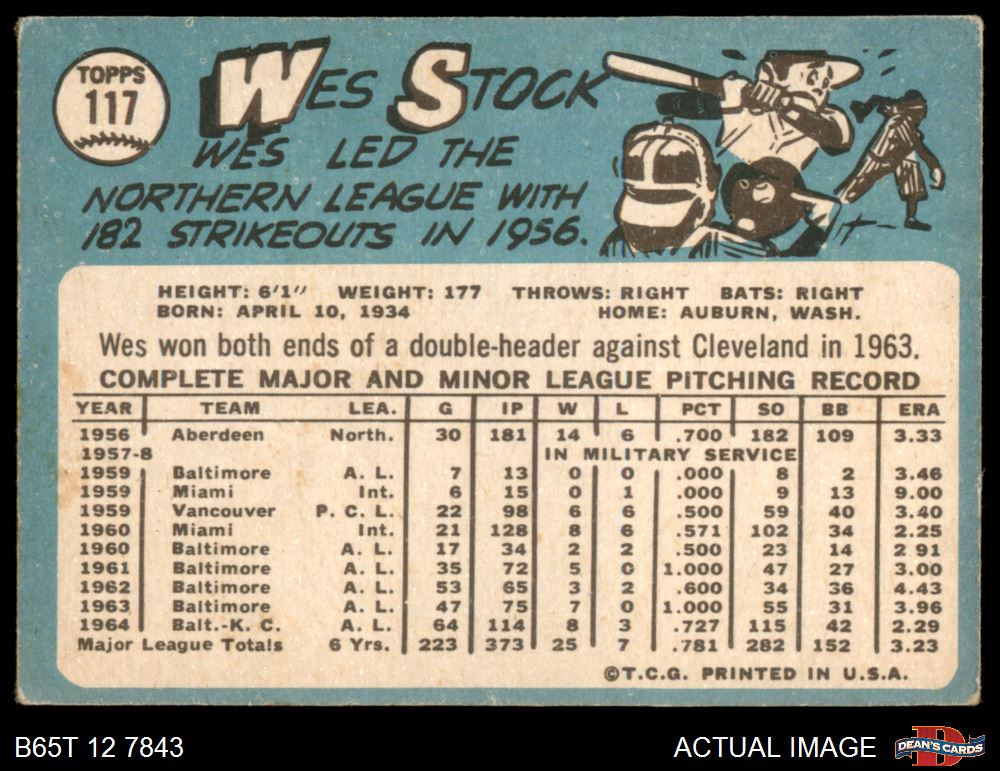 TOPPS
117
WES STOCK
WES LED THE
NORTHERN LEAGUE WITH
182 STRIKEOUTS IN 1956.
HEIGHT: 6'1" WEIGHT: 177 THROWS: RIGHT BATS: RIGHT
BORN: APRIL 10, 1934 HOME: AUBURN, WASH.
Wes won both ends of a double-header against Cleveland in 1963.
COMPLETE MAJOR AND MINOR LEAGUE PITCHING RECORD
YEAR TEAM LEA. G IP W L PCT SO BB ERA
1956 Aberdeen North. 30 181 14 6 .700 182 109 3.33
1957-8 IN MILITARY SERVICE
1959 Baltimore A. L. 7 13 0 0 .000 8 2 3.46
1959 Miami Int. 6 15 0 1 .000 9 13 9.00
1959 Vancouver P. C. L. 22 98 6 6 .500 59 40 3.40
1960 Miami Int. 21 128 8 6 .571 102 34 2.25
1960 Baltimore A. L. 17 34 2 2 .500 23 14 2 91
1961 Baltimore A. L. 35 72 5 0 1.000 47 27 3.00
1962 Baltimore A. L. 53 65 3 2 .600 34 36 4.43
1963 Baltimore A. L. 47 75 7 0 1.000 55 31 3.96
1964 Balt.-K. C. A. L. 64 114 8 3 .727 115 42 2.29
Major League Totals 6 Yrs. 223 373 25 7 .781 282 152 3.23
©T.C.G. PRINTED IN U.S.A.
B65T 12 7843
ACTUAL IMAGE
DEAN'S CARDS